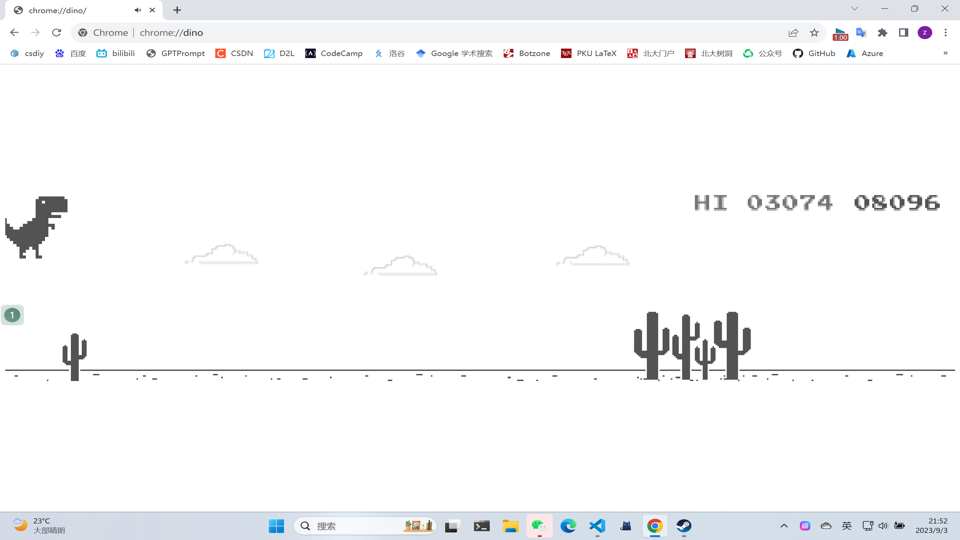 chrome://dino/
Chrome | chrome://dino
1.00
z
csdiy 百度 bilibili GPTPrompt CSDN D2L CodeCamp 洛谷 Google 学术搜索 Botzone PKU LaTeX 北大门户 北大树洞 公众号 GitHub Azure »
HI 03074 08096
1
23°C
大部晴朗
搜索
英
21:52
2023/9/3